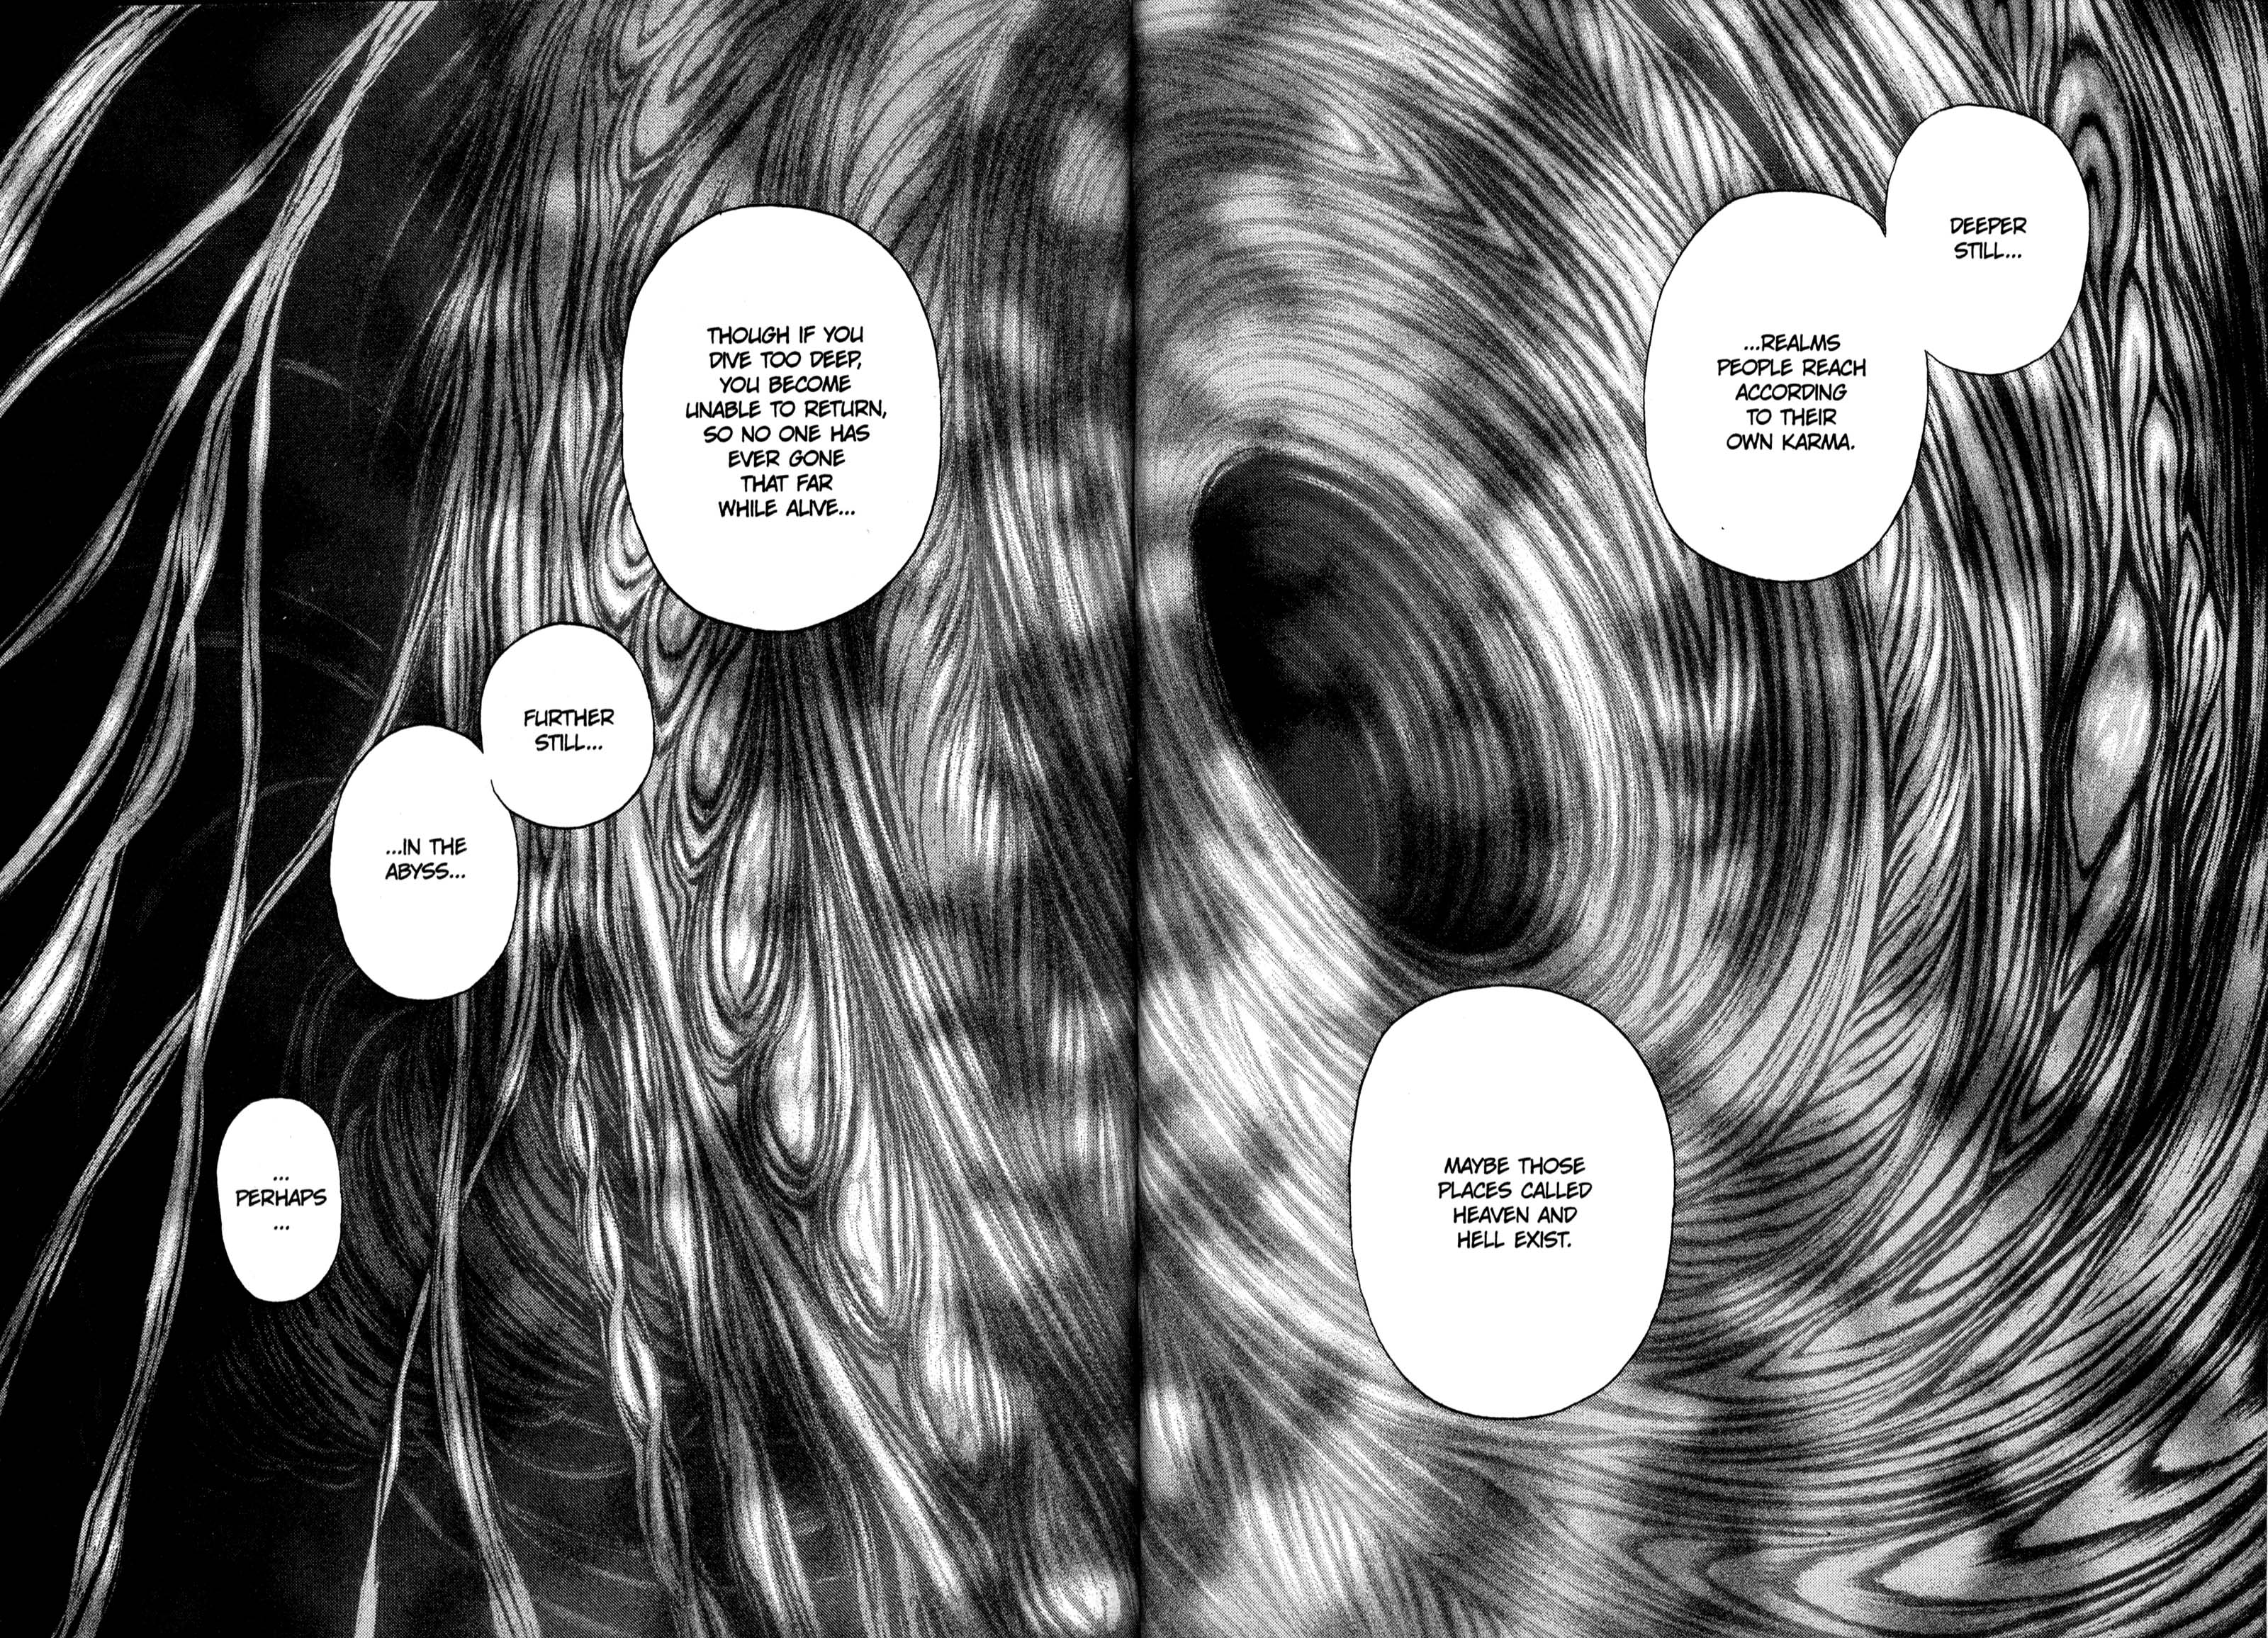 DEEPER
STILL...
...REALMS
PEOPLE REACH
ACCORDING
TO THEIR
OWN KARMA.
MAYBE THOSE
PLACES CALLED
HEAVEN AND
HELL EXIST.
THOUGH IF YOU
DIVE TOO DEEP,
YOU BECOME
UNABLE TO RETURN,
SO NO ONE HAS
EVER GONE
THAT FAR
WHILE ALIVE...
FURTHER
STILL...
...IN THE
ABYSS...
...
PERHAPS
...